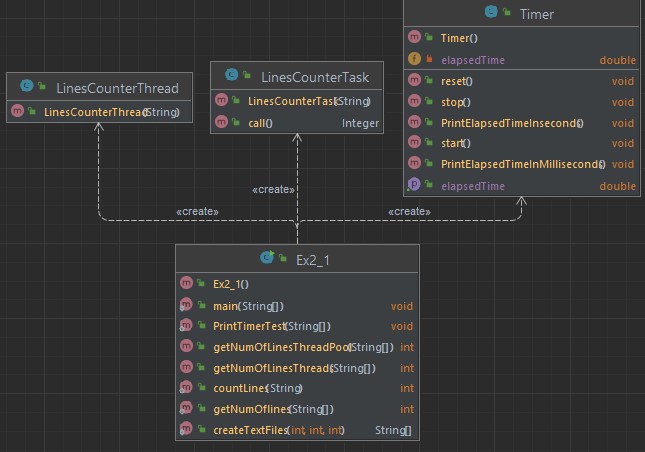 Timer
Timer()
elapsedTime double
reset() void
stop() void
PrintElapsedTimeInseconds() void
start() void
PrintElapsedTimeInMilliseconds() void
elapsedTime double
LinesCounterThread
LinesCounterThread(String)
LinesCounterTask
LinesCounterTask(String)
call() Integer
«create»
«create»
«create»
Ex2_1
Ex2_1()
main(String[]) void
PrintTimerTest(String[]) void
getNumOfLinesThreadPool(String[]) int
getNumOfLinesThreads(String[]) int
countLines(String) int
getNumOflines(String[]) int
createTextFiles(int, int, int) String[]